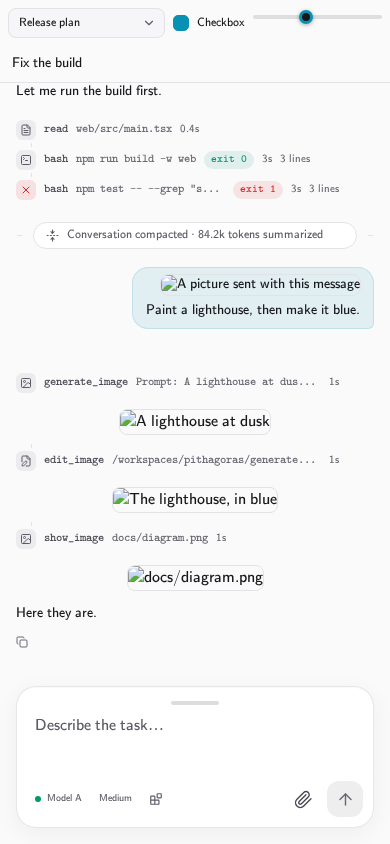 Release plan
Checkbox
Fix the build
Let me run the build first.
read web/src/main.tsx 0.4s
bash npm run build -w web exit 0 3s 3 lines
bash npm test -- --grep "s... exit 1 3s 3 lines
Conversation compacted · 84.2k tokens summarized
A picture sent with this message
Paint a lighthouse, then make it blue.
generate_image Prompt: A lighthouse at dus... 1s
A lighthouse at dusk
edit_image /workspaces/pithagoras/generate... 1s
The lighthouse, in blue
show_image docs/diagram.png 1s
docs/diagram.png
Here they are.
Describe the task…
Model A Medium